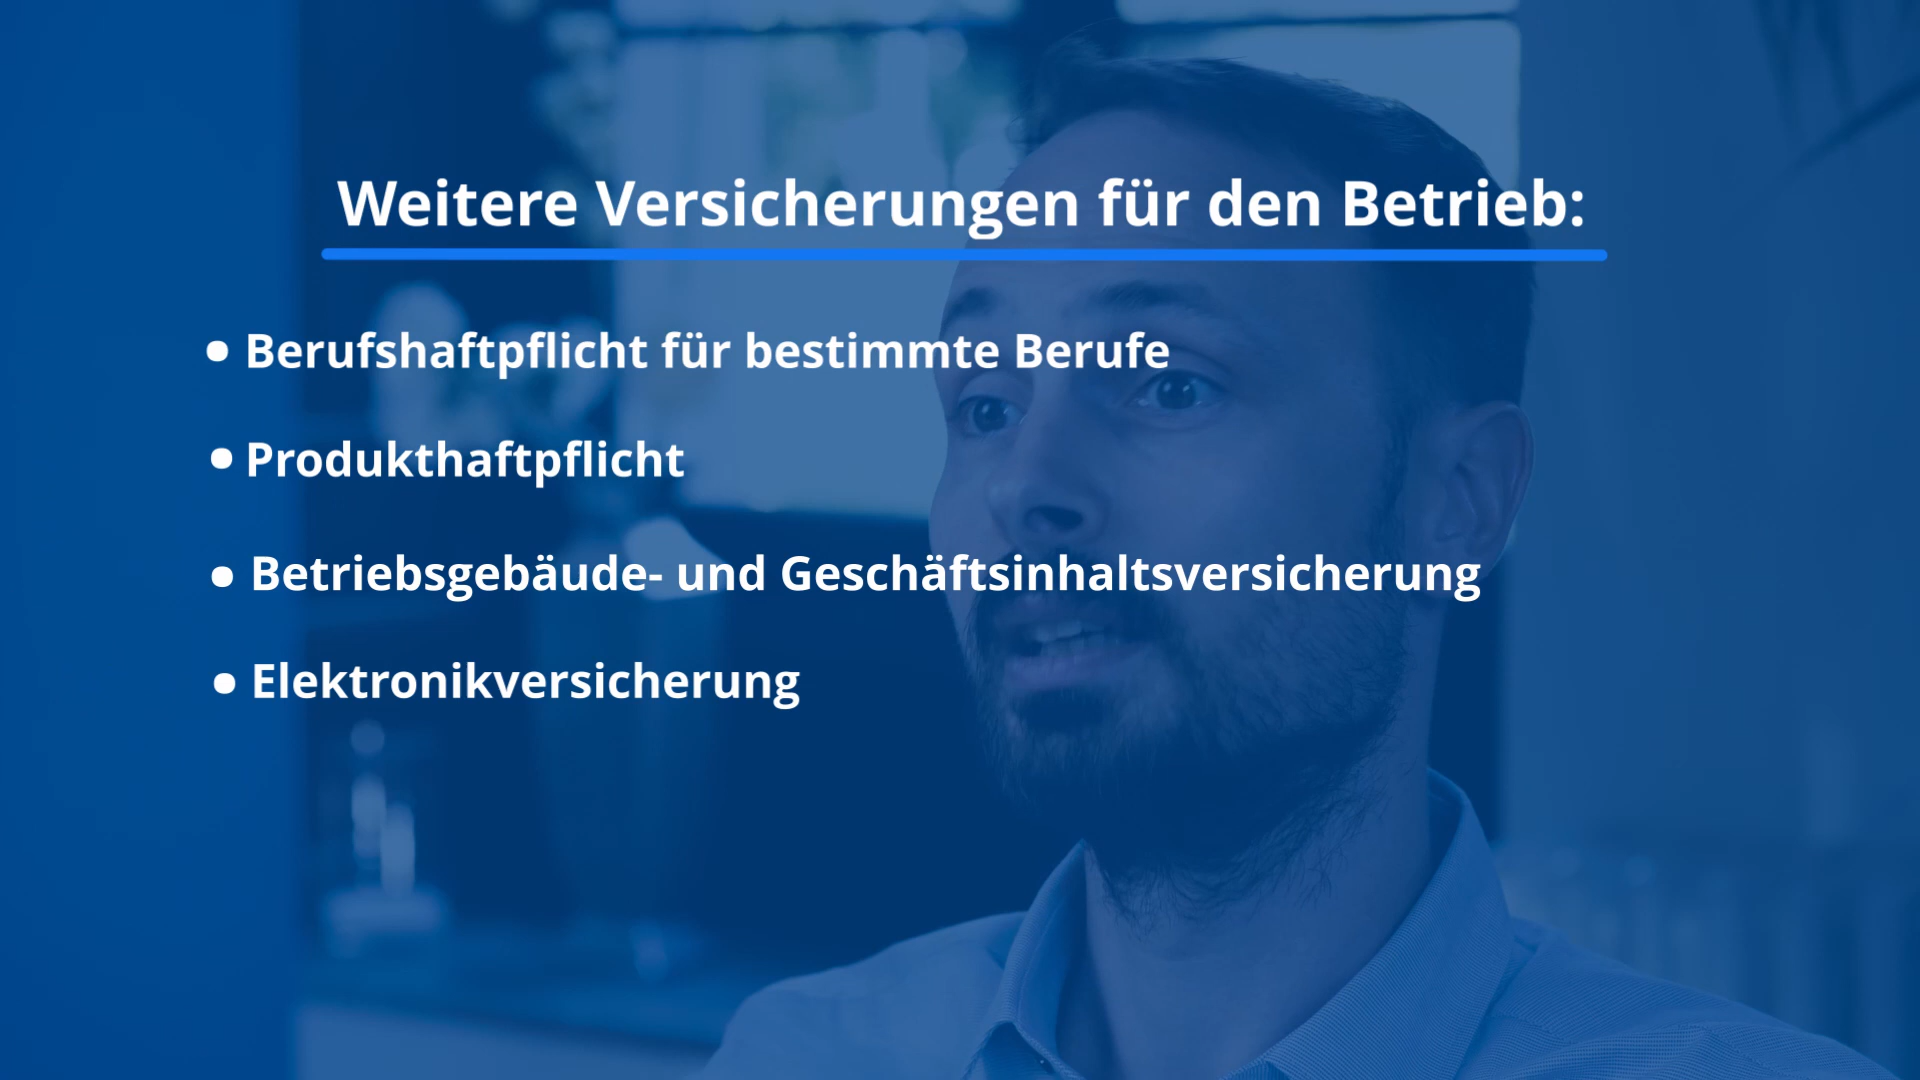 Weitere Versicherungen für den Betrieb:
• Berufshaftpflicht für bestimmte Berufe
• Produkthaftpflicht
• Betriebsgebäude- und Geschäftsinhaltsversicherung
• Elektronikversicherung